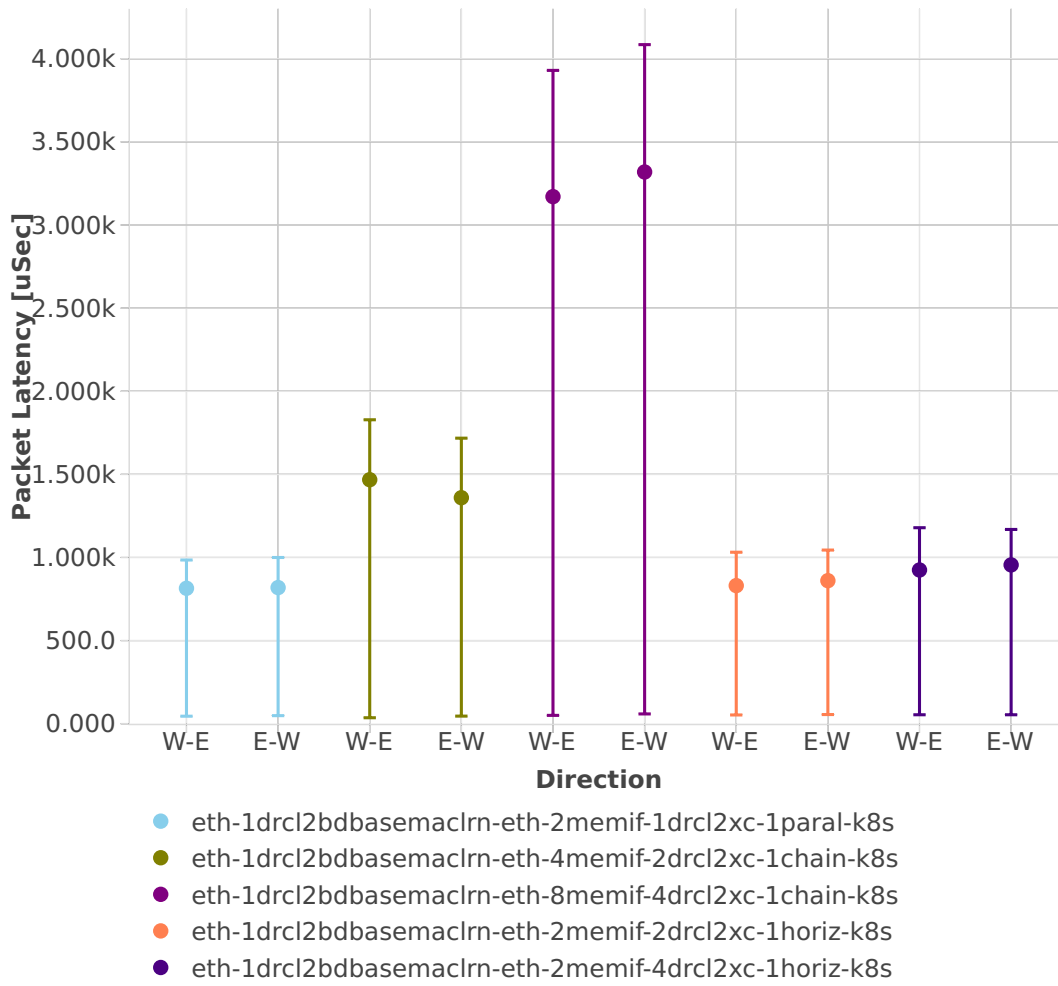 4.000k
3.500k
3.000k
2.500k
2.000k
1.500k
1.000k
500.0
0.000
Packet Latency [uSec]
W-E E-W W-E E-W W-E E-W W-E E-W W-E E-W
Direction
eth-1drcl2bdbasemaclrn-eth-2memif-1drcl2xc-1paral-k8s
eth-1drcl2bdbasemaclrn-eth-4memif-2drcl2xc-1chain-k8s
eth-1drcl2bdbasemaclrn-eth-8memif-4drcl2xc-1chain-k8s
eth-1drcl2bdbasemaclrn-eth-2memif-2drcl2xc-1horiz-k8s
eth-1drcl2bdbasemaclrn-eth-2memif-4drcl2xc-1horiz-k8s